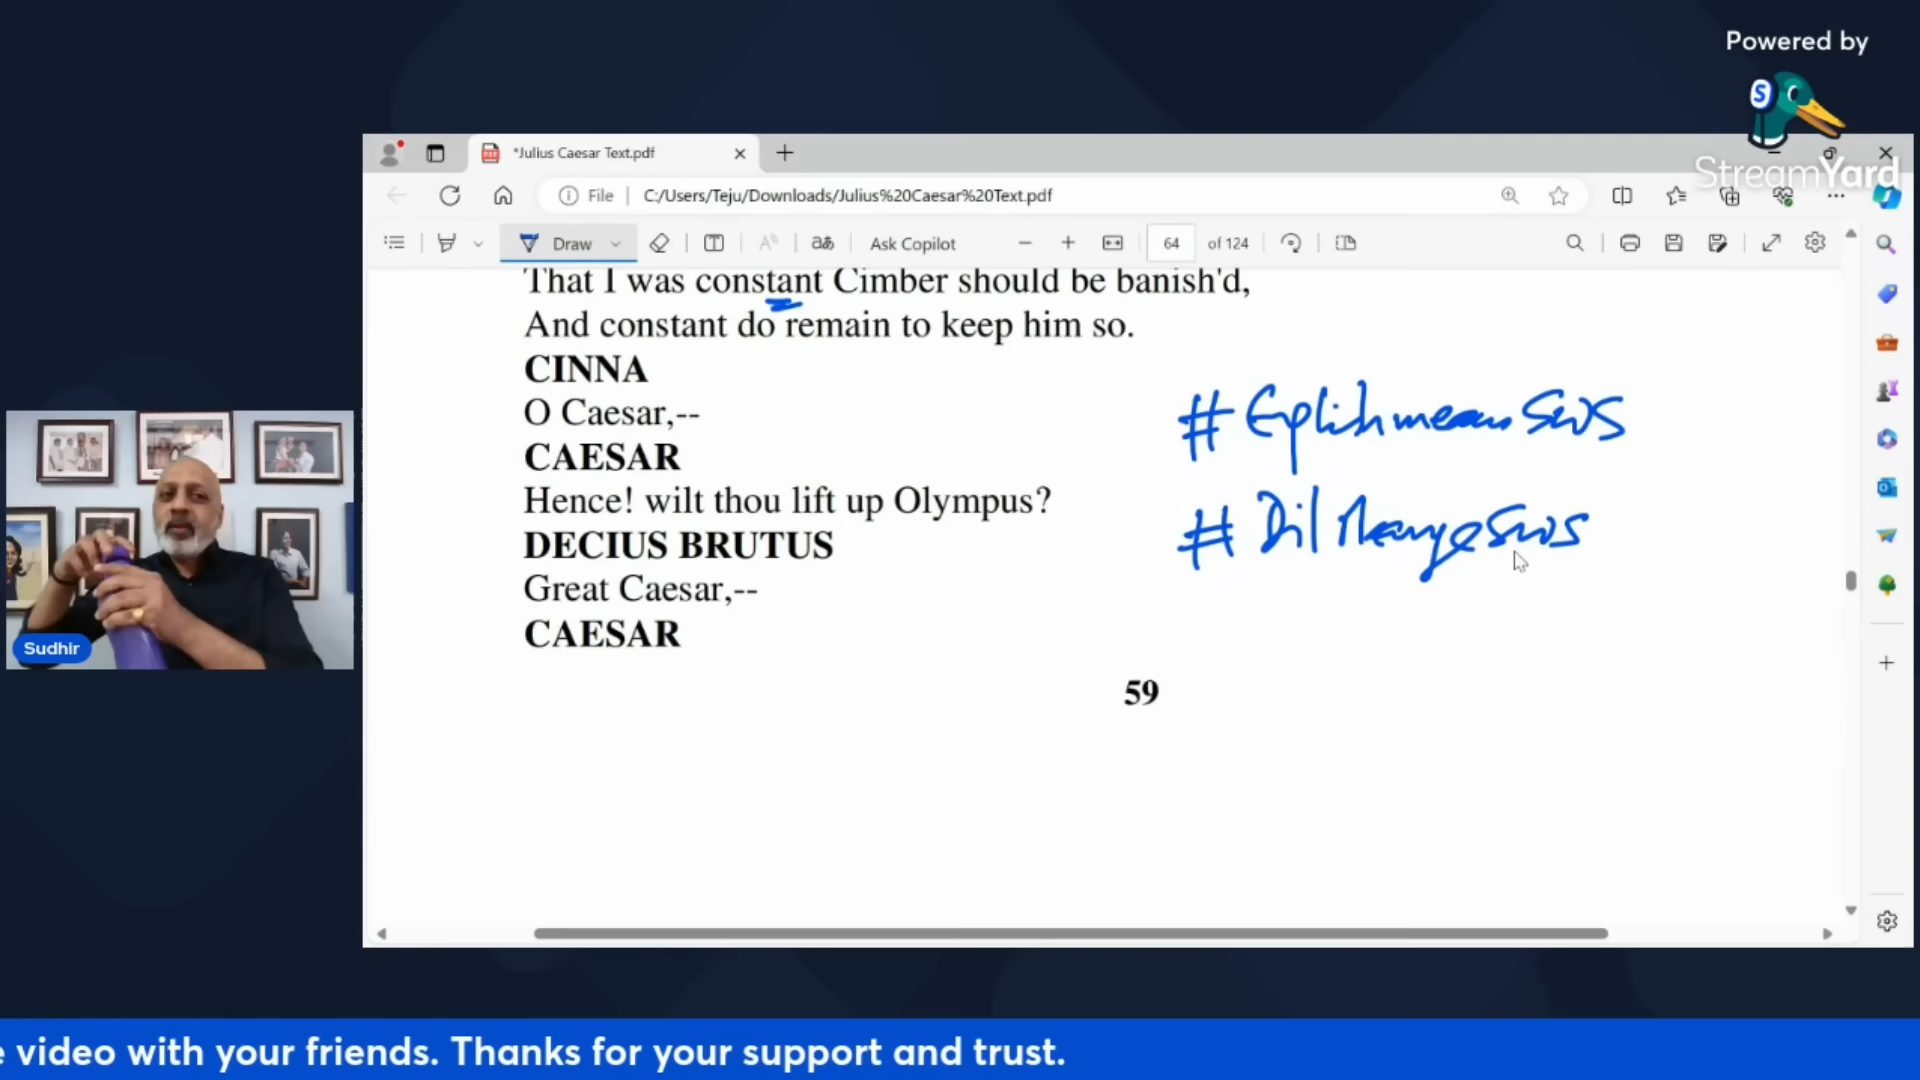 Powered by
StreamYard
*Julius Caesar Text.pdf
File
C:/Users/Teju/Downloads/Julius%20Caesar%20Text.pdf
Draw
Ask Copilot
64 of 124
That I was constant Cimber should be banish'd,
And constant do remain to keep him so.
CINNA
O Caesar,--
CAESAR
Hence! wilt thou lift up Olympus?
DECIUS BRUTUS
Great Caesar,--
CAESAR
59
#EnglishmeansSWS
#DilMangeSWS
Sudhir
video with your friends. Thanks for your support and trust.